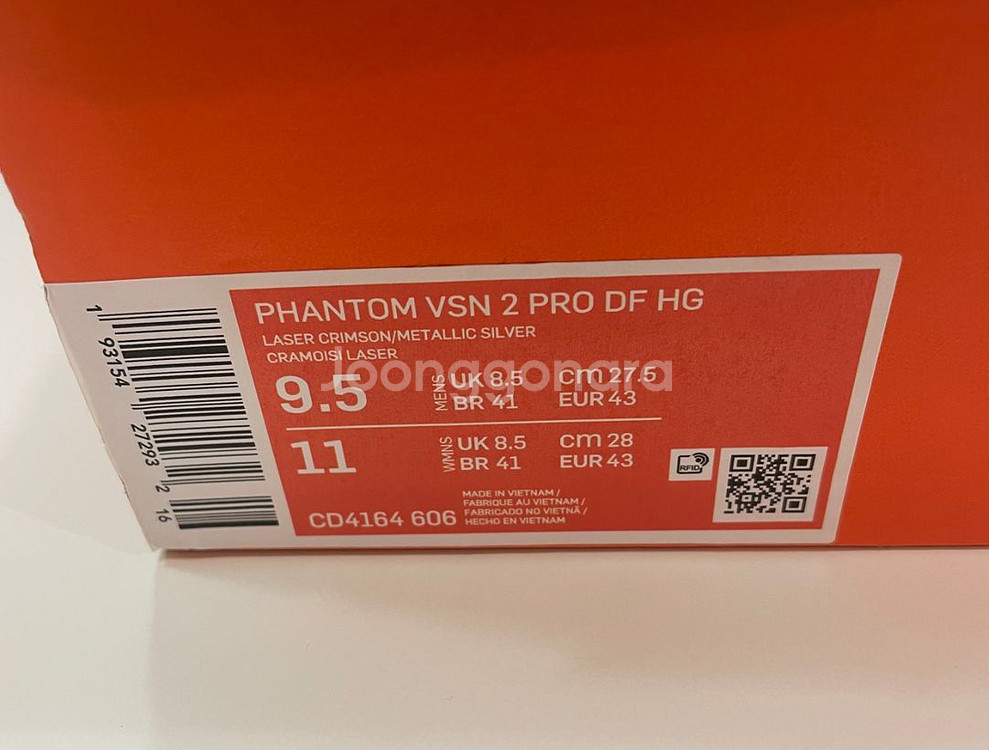 PHANTOM VSN 2 PRO DF HG
LASER CRIMSON/METALLIC SILVER
CRAMOISI LASER
Joonggonara
9.5 MENS UK 8.5 cm 27.5
BR 41 EUR 43
11 WMNS UK 8.5 cm 28
BR 41 EUR 43
RFID
CD4164 606
MADE IN VIETNAM /
FABRIQUE AU VIETNAM /
FABRICADO NO VIETNÃ /
HECHO EN VIETNAM
1 93154 27293 2 16